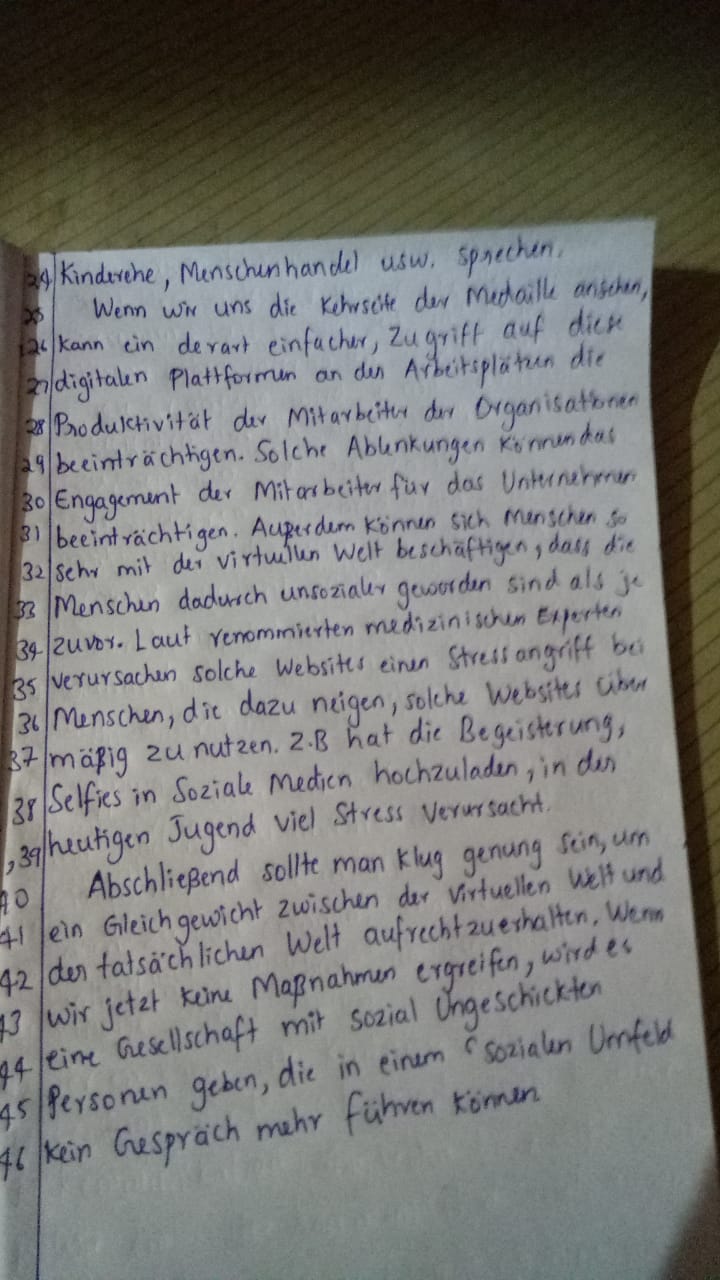 24 Kinderehe, Menschenhandel usw. sprechen.
25 Wenn wir uns die Kehrseite der Medaille ansehen,
26 kann ein derart einfacher, Zugriff auf diese
27 digitalen Plattformen an den Arbeitsplätzen die
28 Produktivität der Mitarbeiter der Organisationen
29 beeinträchtigen. Solche Ablenkungen können das
30 Engagement der Mitarbeiter für das Unternehmen
31 beeinträchtigen. Außerdem können sich Menschen so
32 sehr mit der virtuellen Welt beschäftigen, dass die
33 Menschen dadurch unsozialer geworden sind als je
34 zuvor. Laut renommierten medizinischen Experten
35 verursachen solche Websites einen Stressangriff bei
36 Menschen, die dazu neigen, solche Websites über
37 mäßig zu nutzen. Z.B hat die Begeisterung,
38 Selfies in Soziale Medien hochzuladen, in der
39 heutigen Jugend viel Stress verursacht.
40 Abschließend sollte man klug genung sein, um
41 ein Gleichgewicht zwischen der virtuellen Welt und
42 der tatsächlichen Welt aufrechtzuerhalten. Wenn
43 wir jetzt keine Maßnahmen ergreifen, wird es
44 eine Gesellschaft mit sozial Ungeschickten
45 Personen geben, die in einem sozialen Umfeld
46 kein Gespräch mehr führen können